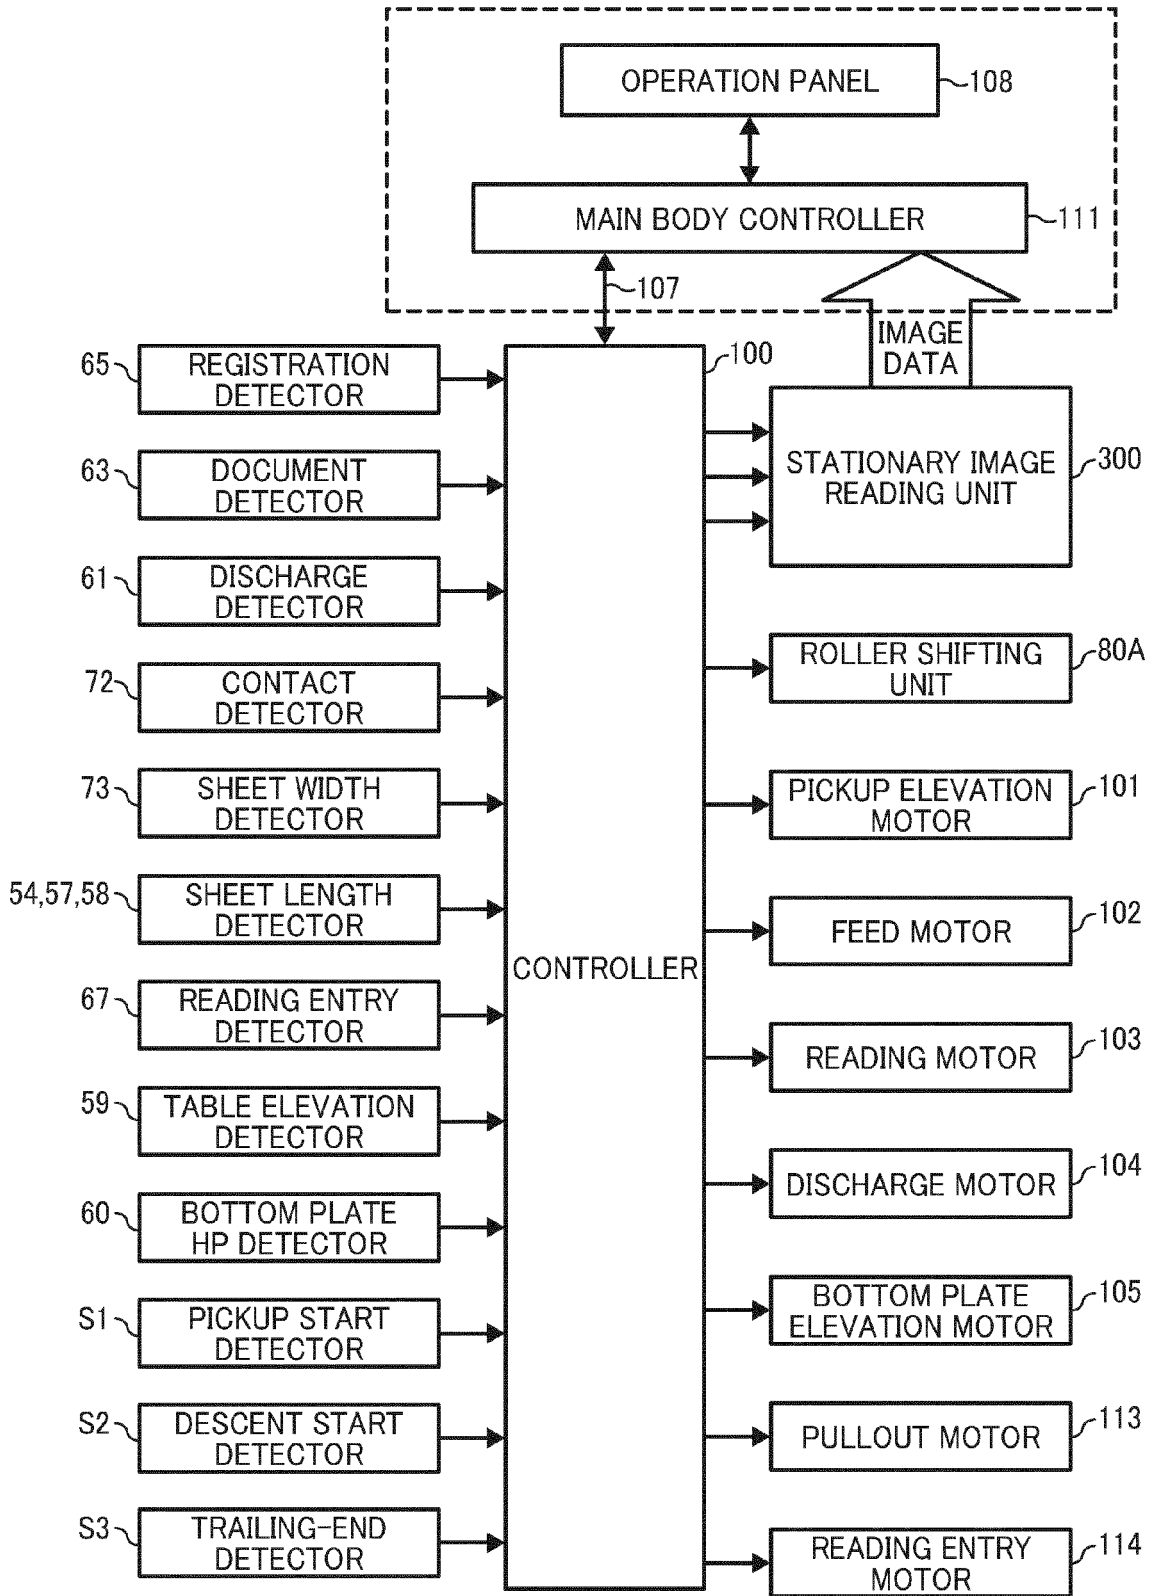 OPERATION PANEL
108
MAIN BODY CONTROLLER
111
107
IMAGE
DATA
65
REGISTRATION
DETECTOR
63
DOCUMENT
DETECTOR
61
DISCHARGE
DETECTOR
72
CONTACT
DETECTOR
73
SHEET WIDTH
DETECTOR
54,57,58
SHEET LENGTH
DETECTOR
67
READING ENTRY
DETECTOR
59
TABLE ELEVATION
DETECTOR
60
BOTTOM PLATE
HP DETECTOR
S1
PICKUP START
DETECTOR
S2
DESCENT START
DETECTOR
S3
TRAILING-END
DETECTOR
100
CONTROLLER
STATIONARY IMAGE
READING UNIT
300
ROLLER SHIFTING
UNIT
80A
PICKUP ELEVATION
MOTOR
101
FEED MOTOR
102
READING MOTOR
103
DISCHARGE MOTOR
104
BOTTOM PLATE
ELEVATION MOTOR
105
PULLOUT MOTOR
113
READING ENTRY
MOTOR
114